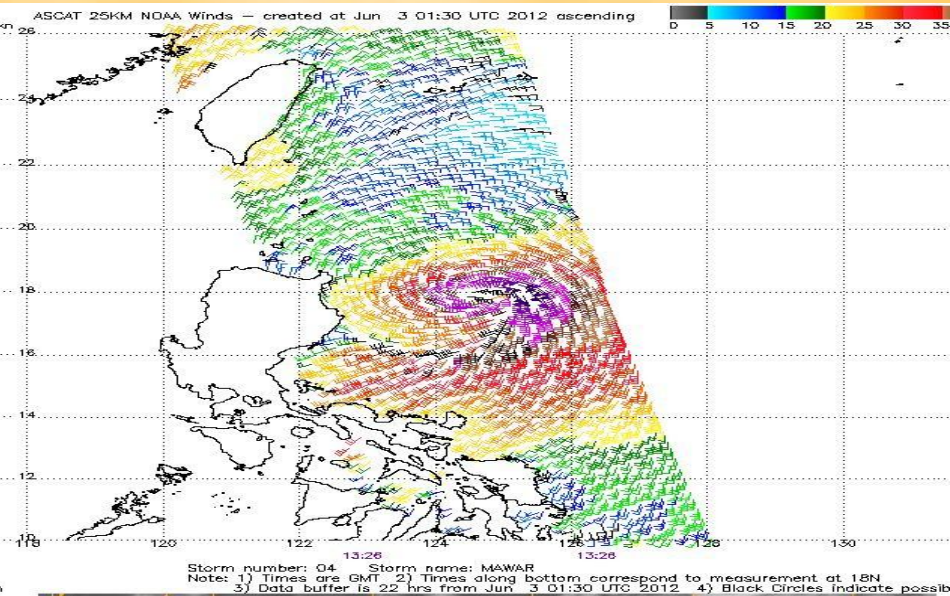 ASCAT 25KM NOAA Winds – created at Jun 3 01:30 UTC 2012 ascending
0 5 10 15 20 25 30 35
26
24
22
20
18
16
14
12
10
118 120 122 124 126 128 130
13:26 13:26
Storm number: 04 Storm name: MAWAR
Note: 1) Times are GMT 2) Times along bottom correspond to measurement at 18N
3) Data buffer is 22 hrs from Jun 3 01:30 UTC 2012 4) Black Circles indicate possib